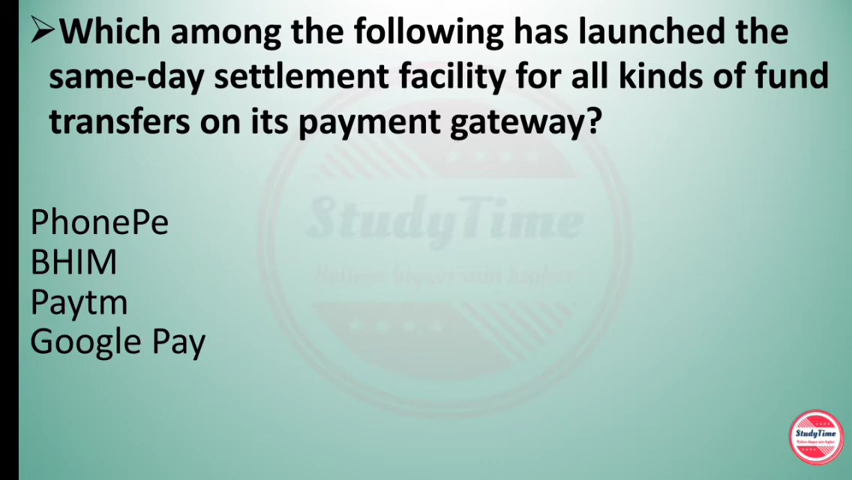 ➢Which among the following has launched the
same-day settlement facility for all kinds of fund
transfers on its payment gateway?
StudyTime
PhonePe
BHIM
Paytm
Google Pay
StudyTime